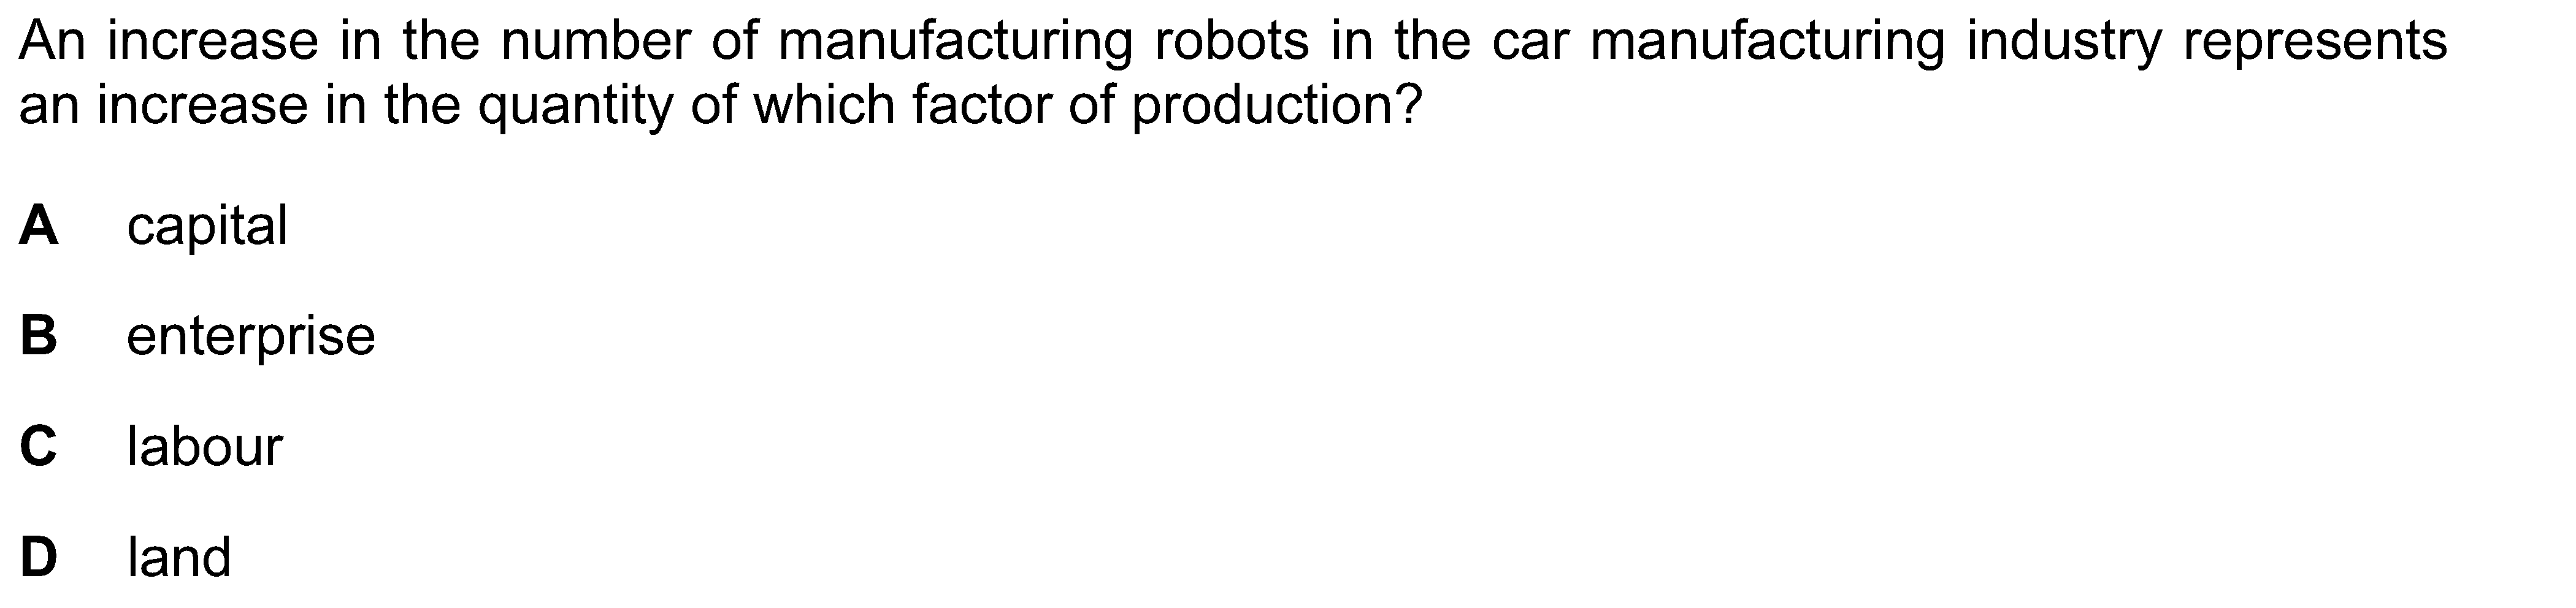 An increase in the number of manufacturing robots in the car manufacturing industry represents
an increase in the quantity of which factor of production?
A capital
B enterprise
C labour
D land